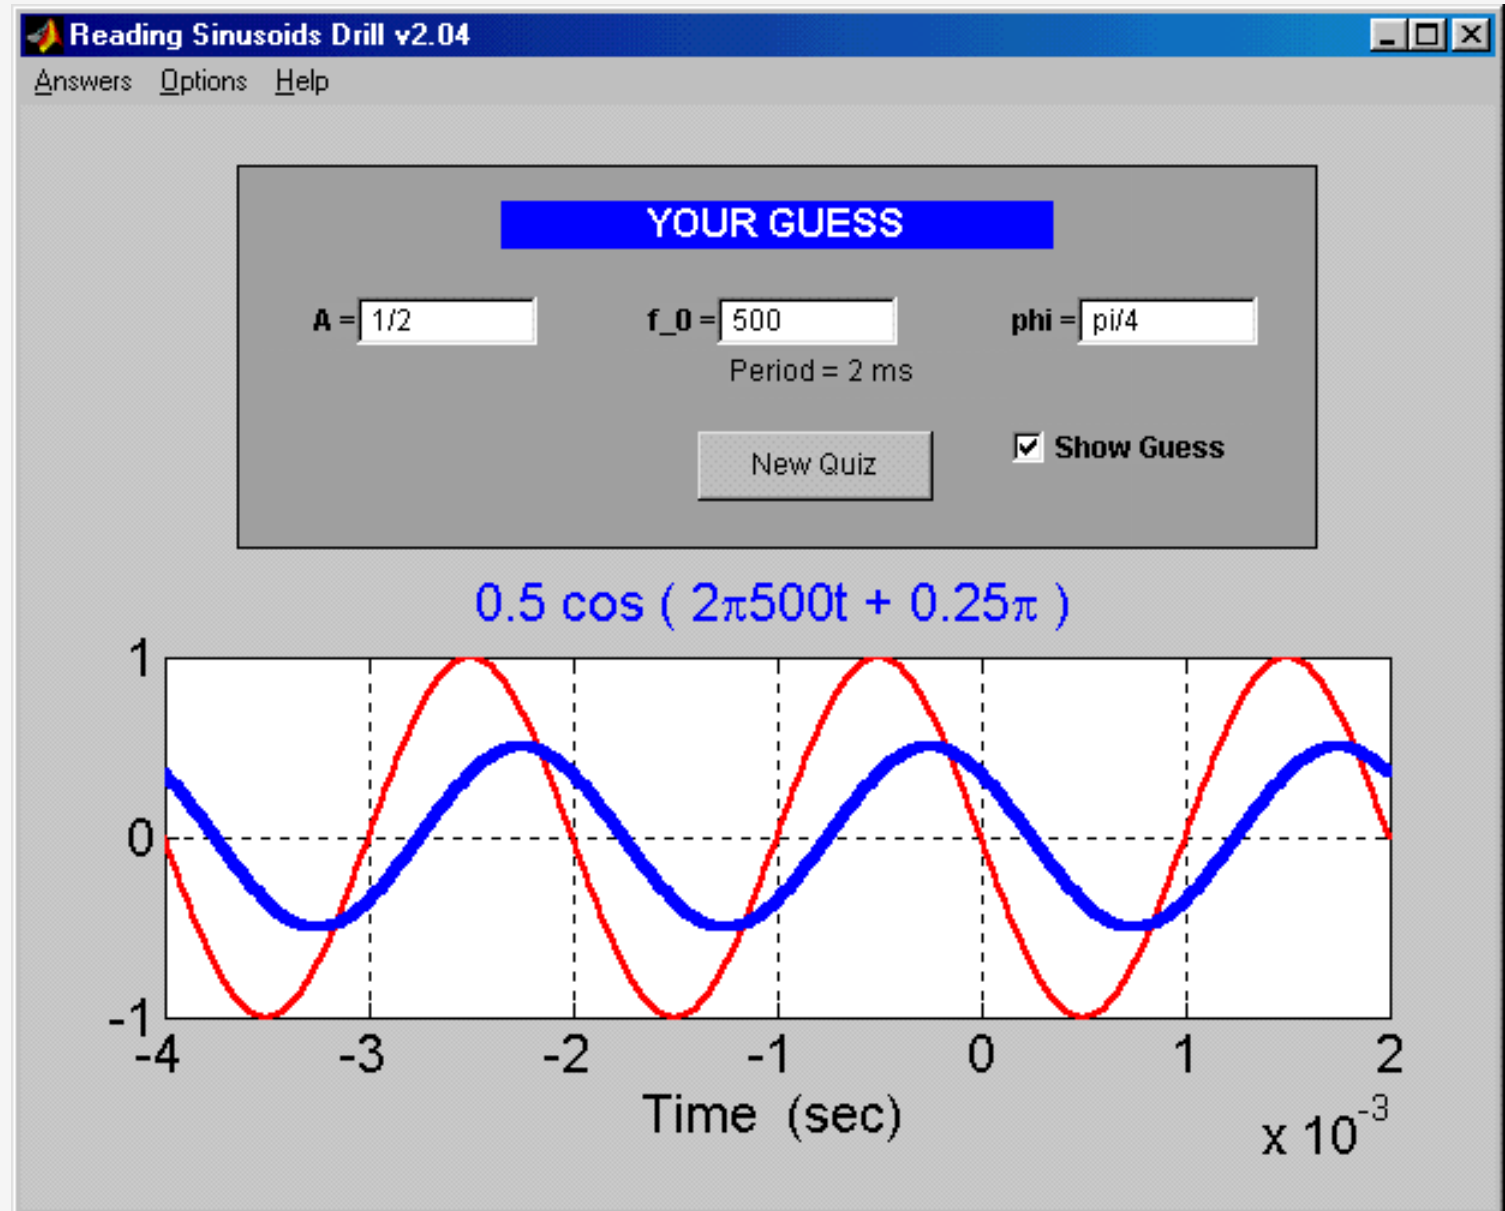 Reading Sinusoids Drill v2.04
Answers Options Help
YOUR GUESS
A = 1/2 f_0 = 500 phi = pi/4
Period = 2 ms
New Quiz Show Guess
0.5 cos ( 2π500t + 0.25π )
1
0
-1
-4 -3 -2 -1 0 1 2
Time (sec)
x 10^-3